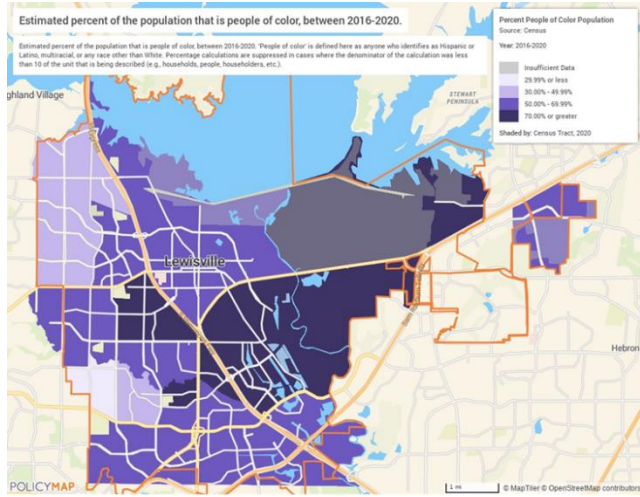 Estimated percent of the population that is people of color, between 2016-2020.
Estimated percent of the population that is people of color, between 2016-2020. 'People of color' is defined here as anyone who identifies as Hispanic or
Latino, multiracial, or any race other than White. Percentage calculations are suppressed in cases where the denominator of the calculation was less
than 10 of the unit that is being described (e.g., households, people, householders, etc.).
Percent People of Color Population
Source: Census
Year: 2016-2020
Insufficient Data
29.99% or less
30.00% - 49.99%
50.00% - 69.99%
70.00% or greater
Shaded by: Census Tract, 2020
ghland Village
STEWART
PENINSULA
Lewisville
Hebron
POLICYMAP
1 mi
© MapTiler © OpenStreetMap contributors